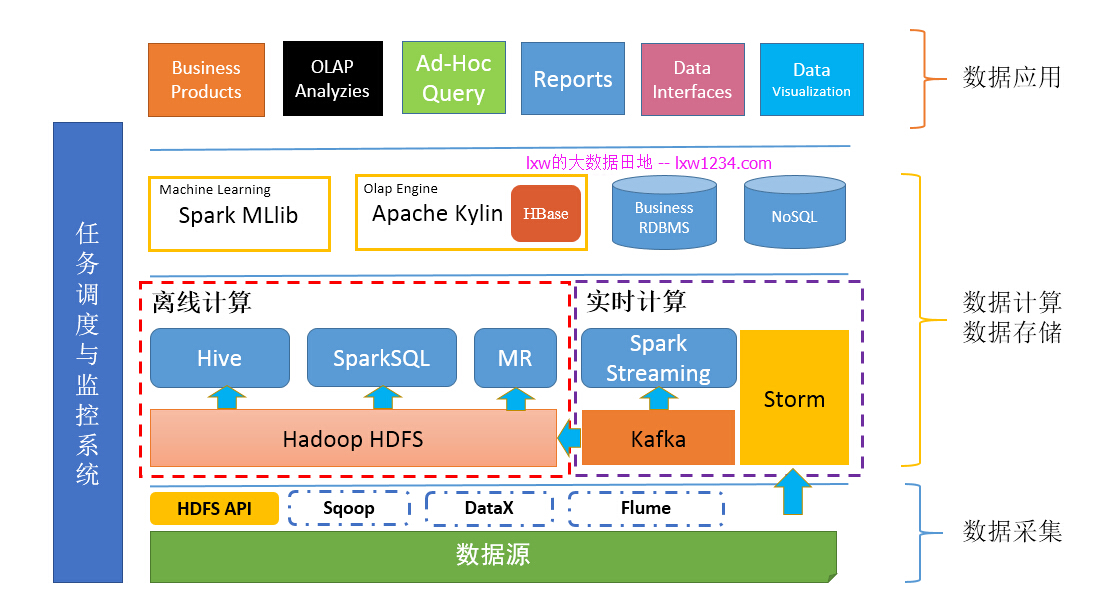 Business
Products
OLAP
Analyzies
Ad-Hoc
Query
Reports
Data
Interfaces
Data
Visualization
数据应用
lxw的大数据田地 -- lxw1234.com
Machine Learning
Spark MLlib
Olap Engine
Apache Kylin
HBase
Business
RDBMS
NoSQL
任务调度与监控系统
离线计算
实时计算
数据计算
数据存储
Hive
SparkSQL
MR
Spark
Streaming
Storm
Hadoop HDFS
Kafka
HDFS API
Sqoop
DataX
Flume
数据采集
数据源